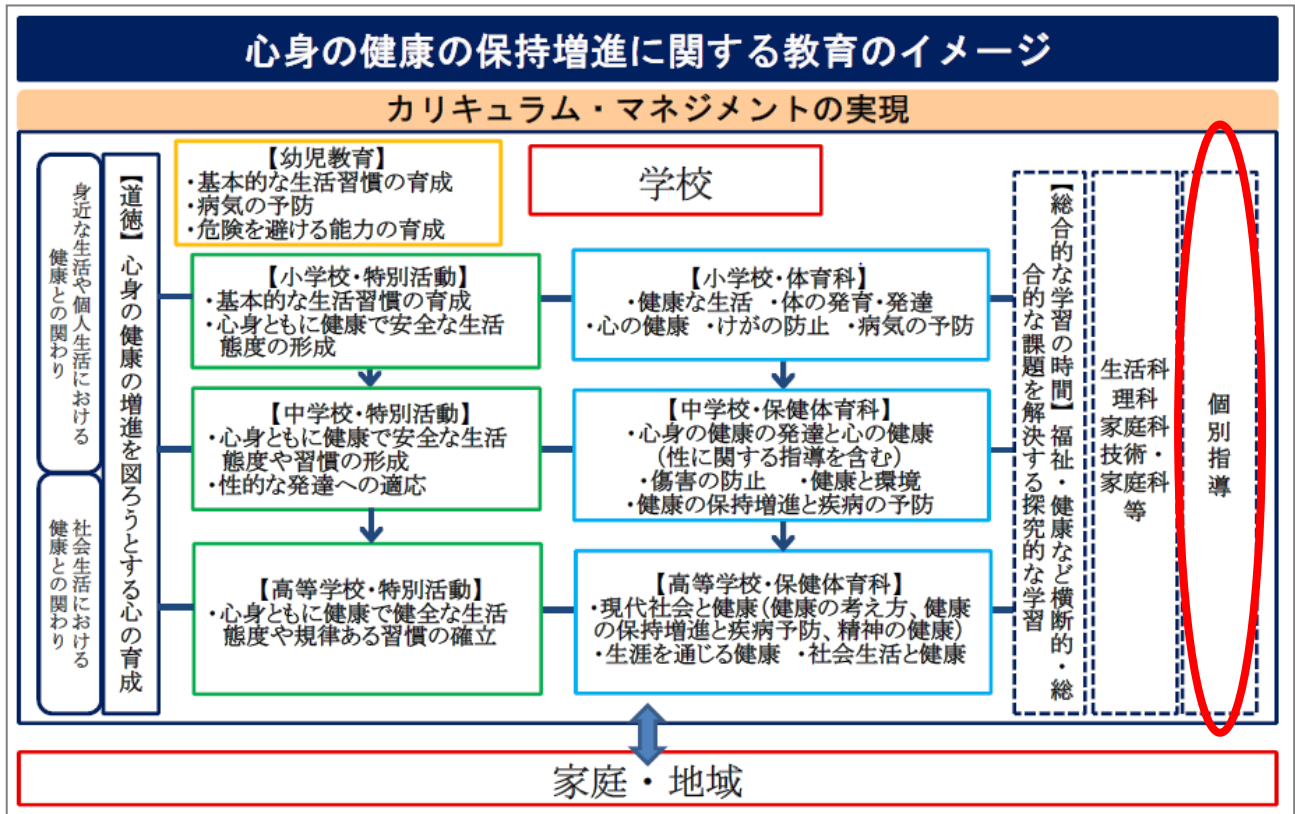 心身の健康の保持増進に関する教育のイメージ
カリキュラム・マネジメントの実現
身近な生活や個人生活における
健康との関わり
社会生活における
健康との関わり
【道徳】 心身の健康の増進を図ろうとする心の育成
【幼児教育】
・基本的な生活習慣の育成
・病気の予防
・危険を避ける能力の育成
学校
【小学校・特別活動】
・基本的な生活習慣の育成
・心身ともに健康で安全な生活
態度の形成
【小学校・体育科】
・健康な生活 ・体の発育・発達
・心の健康 ・けがの防止 ・病気の予防
【中学校・特別活動】
・心身ともに健康で安全な生活
態度や習慣の形成
・性的な発達への適応
【中学校・保健体育科】
・心身の健康の発達と心の健康
(性に関する指導を含む)
・傷害の防止 ・健康と環境
・健康の保持増進と疾病の予防
【高等学校・特別活動】
・心身ともに健康で健全な生活
態度や規律ある習慣の確立
【高等学校・保健体育科】
・現代社会と健康(健康の考え方、健康
の保持増進と疾病予防、精神の健康)
・生涯を通じる健康 ・社会生活と健康
【総合的な学習の時間】 福祉・健康など横断的・総
合的な課題を解決する探究的な学習
生活科
理科
家庭科
技術・
家庭科
等
個別指導
家庭・地域